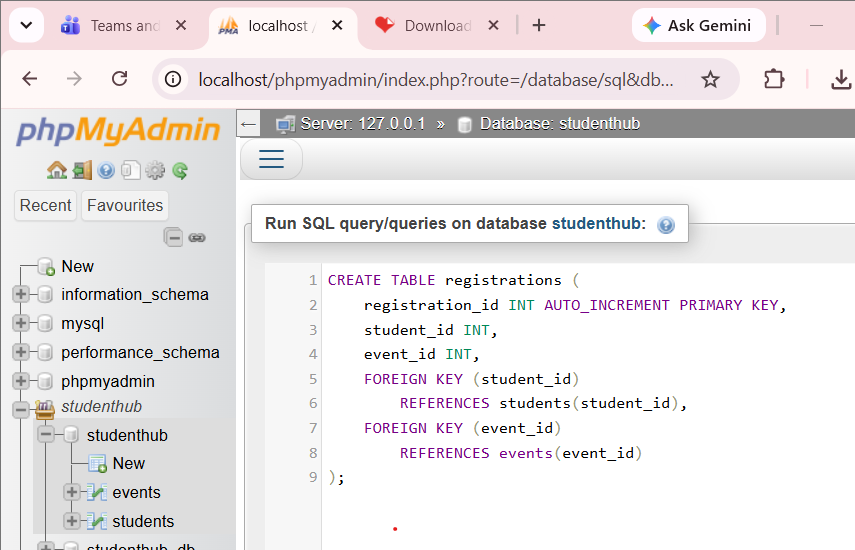 Teams and
localhost /
Download
Ask Gemini
localhost/phpmyadmin/index.php?route=/database/sql&db...
phpMyAdmin
Recent
Favourites
New
information_schema
mysql
performance_schema
phpmyadmin
studenthub
studenthub
New
events
students
studenthub_db
Server: 127.0.0.1 » Database: studenthub
Run SQL query/queries on database studenthub:
1 CREATE TABLE registrations (
2 registration_id INT AUTO_INCREMENT PRIMARY KEY,
3 student_id INT,
4 event_id INT,
5 FOREIGN KEY (student_id)
6 REFERENCES students(student_id),
7 FOREIGN KEY (event_id)
8 REFERENCES events(event_id)
9 );